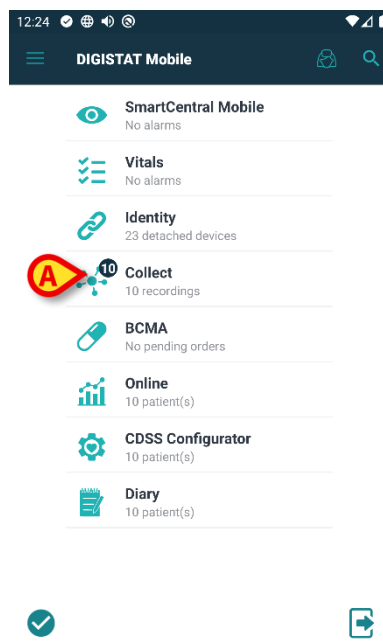 12:24
DIGISTAT Mobile
SmartCentral Mobile
No alarms
Vitals
No alarms
Identity
23 detached devices
A
10
Collect
10 recordings
BCMA
No pending orders
Online
10 patient(s)
CDSS Configurator
10 patient(s)
Diary
10 patient(s)